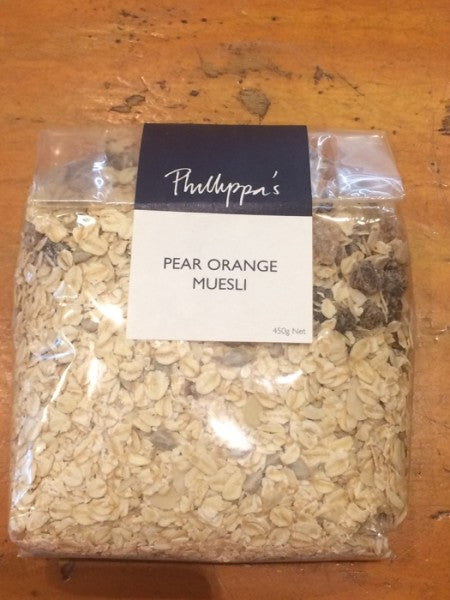 Phillippa's
PEAR ORANGE
MUESLI
450g Net